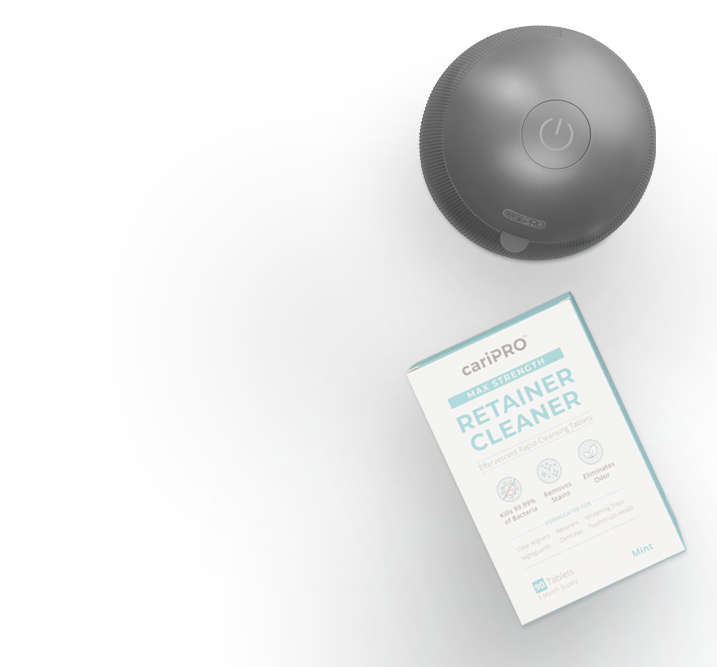 cariPRO
cariPRO™
MAX STRENGTH
RETAINER
CLEANER
Effervescent Rapid Cleansing Tablets
Kills 99.99%
of Bacteria
Removes
Stains
Eliminates
Odor
FORMULATED FOR:
Clear Aligners Retainers Whitening Trays
Nightguards Dentures Toothbrush Heads
Mint
90 Tablets
3 Month Supply